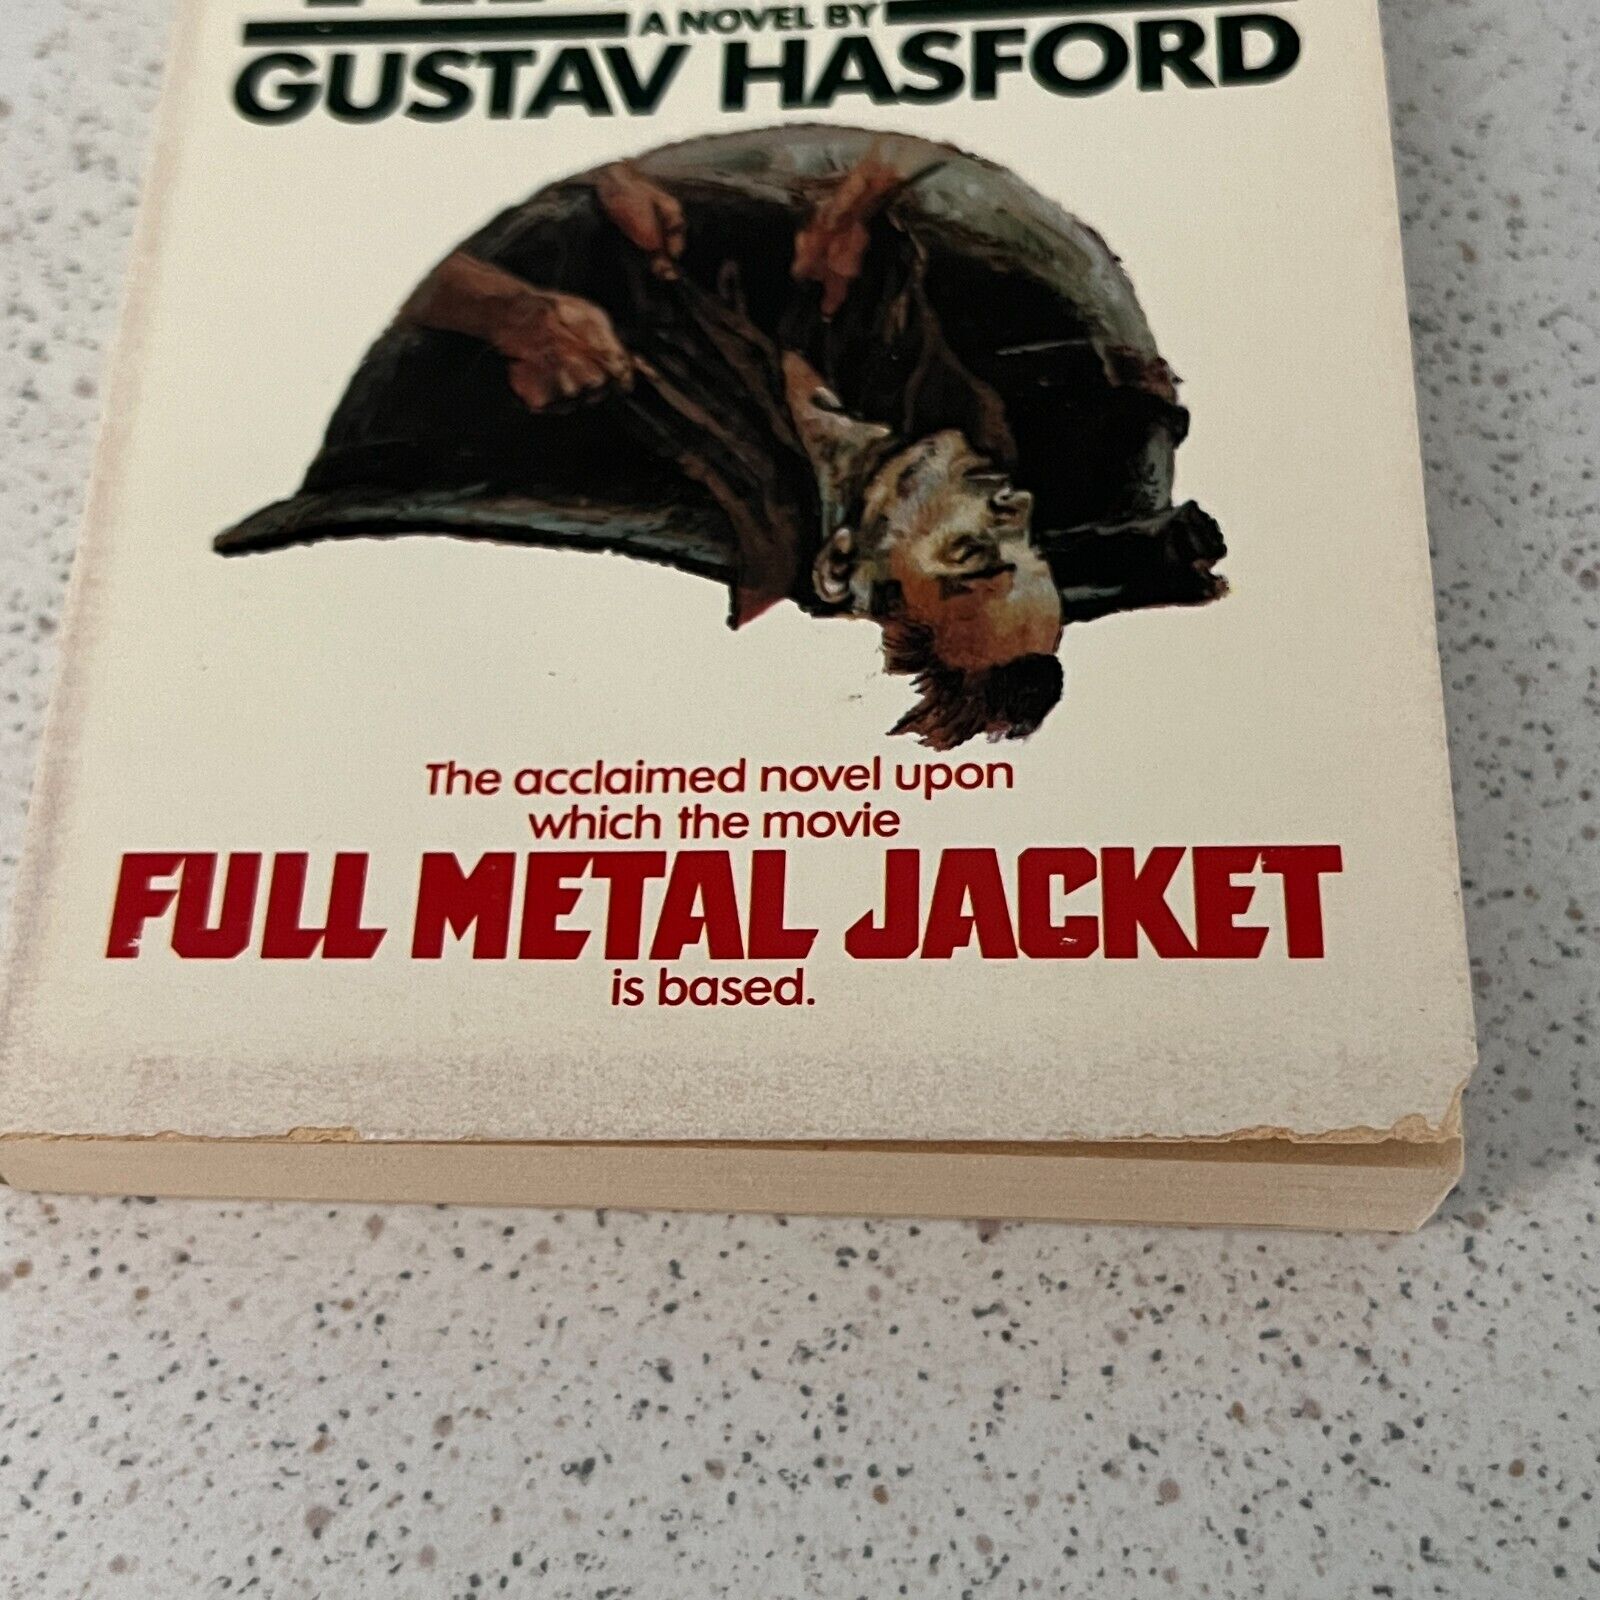 A NOVEL BY
GUSTAV HASFORD
The acclaimed novel upon
which the movie
FULL METAL JACKET
is based.